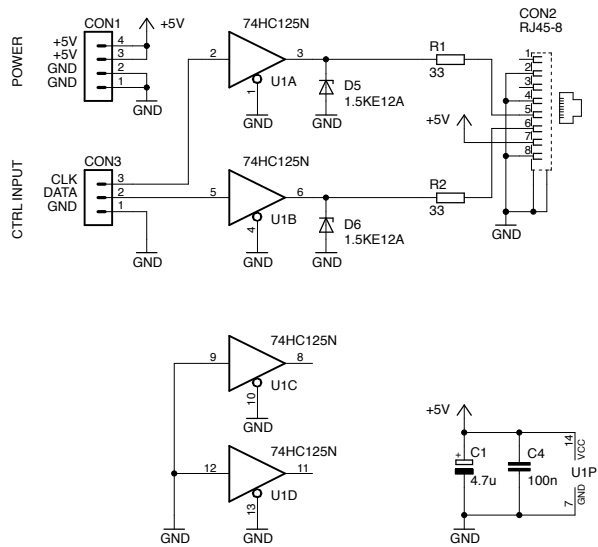 CON1
+5V
+5V
GND
GND
4
3
2
1
POWER
+5V
GND
74HC125N
2
3
1
U1A
GND
D5
1.5KE12A
GND
R1
33
CON2
RJ45-8
1
2
3
4
5
6
7
8
+5V
GND
CON3
CLK
DATA
GND
3
2
1
CTRL INPUT
GND
74HC125N
5
6
4
U1B
GND
D6
1.5KE12A
GND
R2
33
74HC125N
9
8
10
U1C
GND
74HC125N
12
11
13
U1D
GND
GND
+5V
+
C1
4.7u
C4
100n
14
VCC
U1P
GND
7
GND